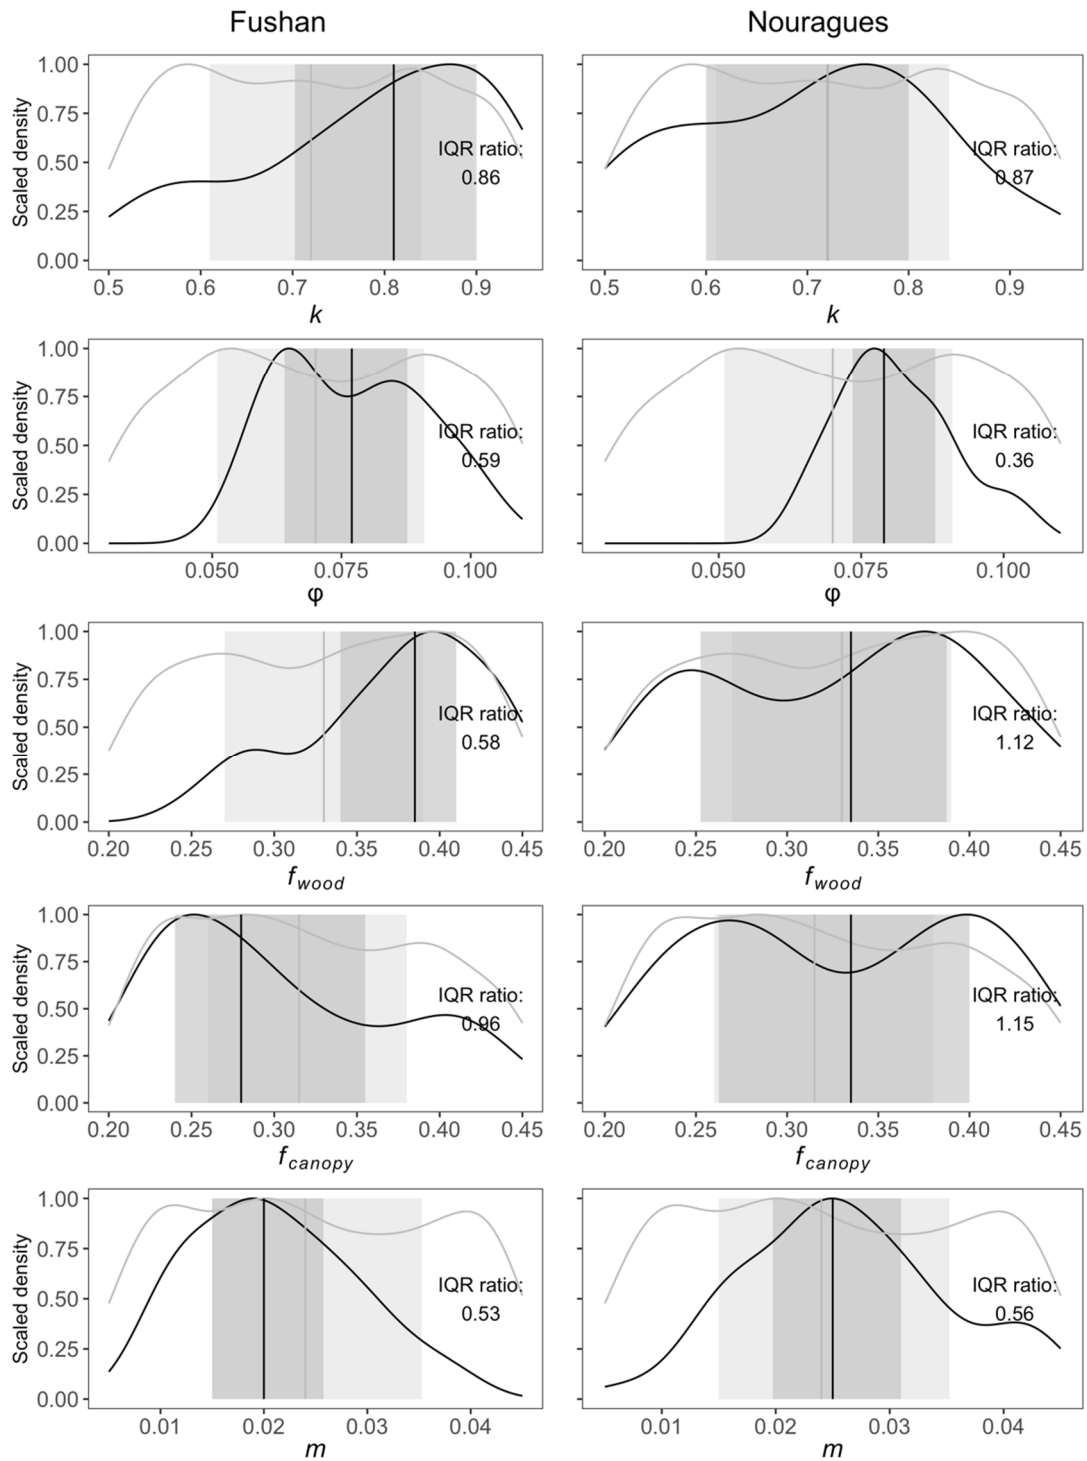 Fushan
Nouragues
Scaled density
1.00
0.75
0.50
0.25
0.00
IQR ratio:
0.86
0.5 0.6 0.7 0.8 0.9
k
IQR ratio:
0.87
0.5 0.6 0.7 0.8 0.9
k
Scaled density
1.00
0.75
0.50
0.25
0.00
IQR ratio:
0.59
0.050 0.075 0.100
φ
IQR ratio:
0.36
0.050 0.075 0.100
φ
Scaled density
1.00
0.75
0.50
0.25
0.00
IQR ratio:
0.58
0.20 0.25 0.30 0.35 0.40 0.45
f wood
IQR ratio:
1.12
0.20 0.25 0.30 0.35 0.40 0.45
f wood
Scaled density
1.00
0.75
0.50
0.25
0.00
IQR ratio:
0.96
0.20 0.25 0.30 0.35 0.40 0.45
f canopy
IQR ratio:
1.15
0.20 0.25 0.30 0.35 0.40 0.45
f canopy
Scaled density
1.00
0.75
0.50
0.25
0.00
IQR ratio:
0.53
0.01 0.02 0.03 0.04
m
IQR ratio:
0.56
0.01 0.02 0.03 0.04
m